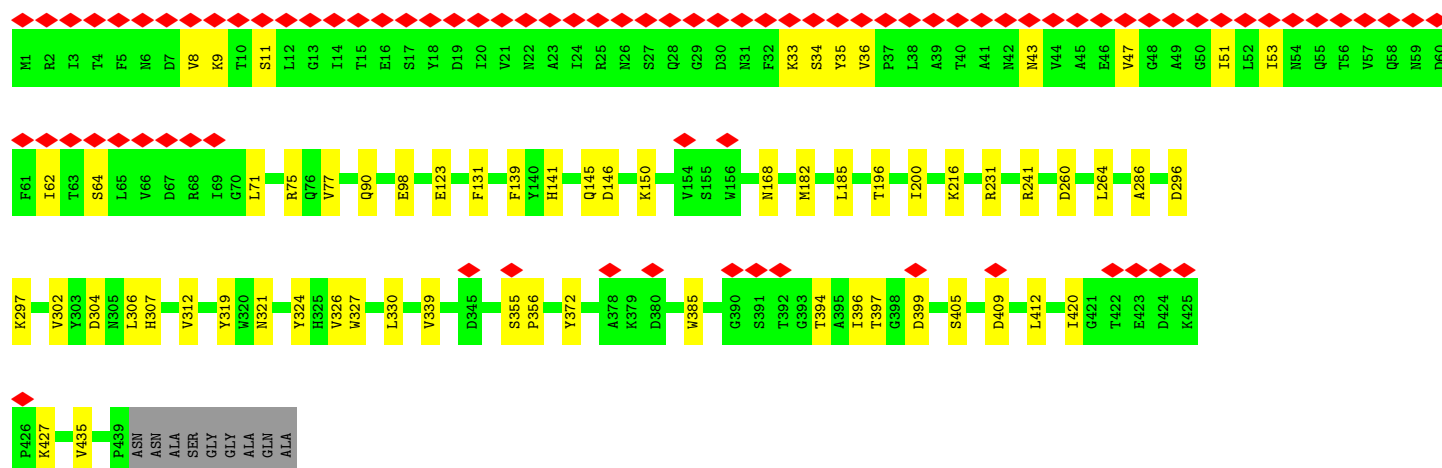 M1 R2 I3 T4 F5 N6 D7 V8 K9 T10 S11 L12 G13 I14 T15 E16 S17 Y18 D19 I20 V21 N22 A23 I24 R25 N26 S27 Q28 G29 D30 N31 F32 K33 S34 Y35 V36 P37 L38 A39 T40 A41 N42 N43 V44 A45 E46 V47 G48 A49 G50 I51 L52 I53 N54 Q55 T56 V57 Q58 N59 D60
F61 I62 T63 S64 L65 V66 D67 R68 I69 G70 L71 R75 Q76 V77 Q90 E98 E123 F131 F139 Y140 H141 Q145 D146 K150 V154 S155 W156 N168 M182 L185 T196 I200 K216 R231 R241 D260 L264 A286 D296
K297 V302 Y303 D304 N305 L306 H307 V312 Y319 W320 N321 Y324 H325 V326 W327 L330 V339 D345 S355 P356 Y372 A378 K379 D380 W385 G390 S391 T392 G393 T394 A395 I396 T397 G398 D399 S405 D409 L412 I420 G421 T422 E423 D424 K425
P426 K427 V435 P439 ASN ASN ALA SER GLY GLY ALA GLN ALA